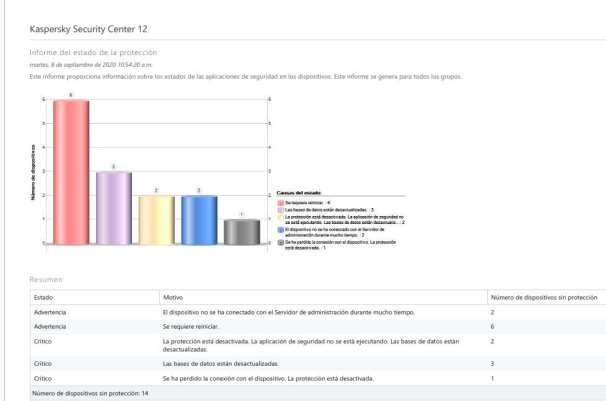 Kaspersky Security Center 12
Informe del estado de la protección
martes, 8 de septiembre de 2020 10:54:20 a.m.
Este informe proporciona información sobre los estados de las aplicaciones de seguridad en los dispositivos. Este informe se genera para todos los grupos.
Número de dispositivos
6
3
2
2
1
Causas del estado:
Se requiere reiniciar. - 6
Las bases de datos están desactualizadas. - 3
La protección está desactivada. La aplicación de seguridad no
se está ejecutando. Las bases de datos están desactualiz... - 2
El dispositivo no se ha conectado con el Servidor de
administración durante mucho tiempo. - 2
Se ha perdido la conexión con el dispositivo. La protección
está desactivada. - 1
Resumen
Estado Motivo Número de dispositivos sin protección
Advertencia El dispositivo no se ha conectado con el Servidor de administración durante mucho tiempo. 2
Advertencia Se requiere reiniciar. 6
Crítico La protección está desactivada. La aplicación de seguridad no se está ejecutando. Las bases de datos están 2
desactualizadas.
Crítico Las bases de datos están desactualizadas. 3
Crítico Se ha perdido la conexión con el dispositivo. La protección está desactivada. 1
Número de dispositivos sin protección: 14